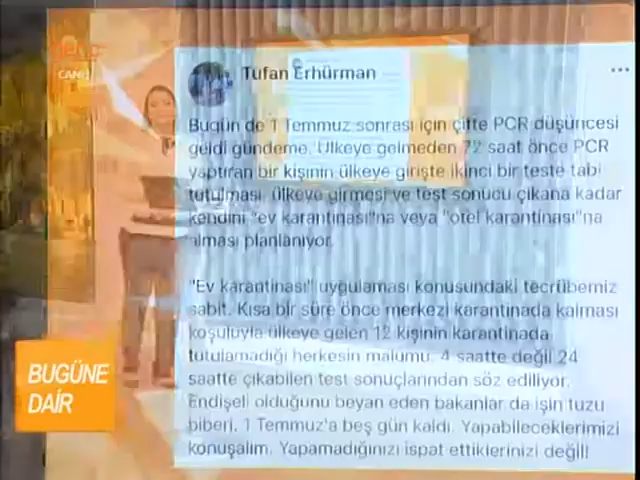 GENÇ
CANLI
Tufan Erhürman
Bugün de 1 Temmuz sonrası için çifte PCR düşüncesi
geldi gündeme. Ülkeye gelmeden 72 saat önce PCR
yaptıran bir kişinin ülkeye girişte ikinci bir teste tabi
tutulması, ülkeye girmesi ve test sonucu çıkana kadar
kendini "ev karantinası"na veya "otel karantinası"na
alması planlanıyor.
"Ev karantinası" uygulaması konusundaki tecrübemiz
sabit. Kısa bir süre önce merkezi karantinada kalması
koşuluyla ülkeye gelen 12 kişinin karantinada
tutulamadığı herkesin malumu. 4 saatte değil 24
saatte çıkabilen test sonuçlarından söz ediliyor.
Endişeli olduğunu beyan eden bakanlar da işin tuzu
biberi. 1 Temmuz'a beş gün kaldı. Yapabileceklerimizi
konuşalım. Yapamadığınızı ispat ettiklerinizi değil!
BUGÜNE
DAİR